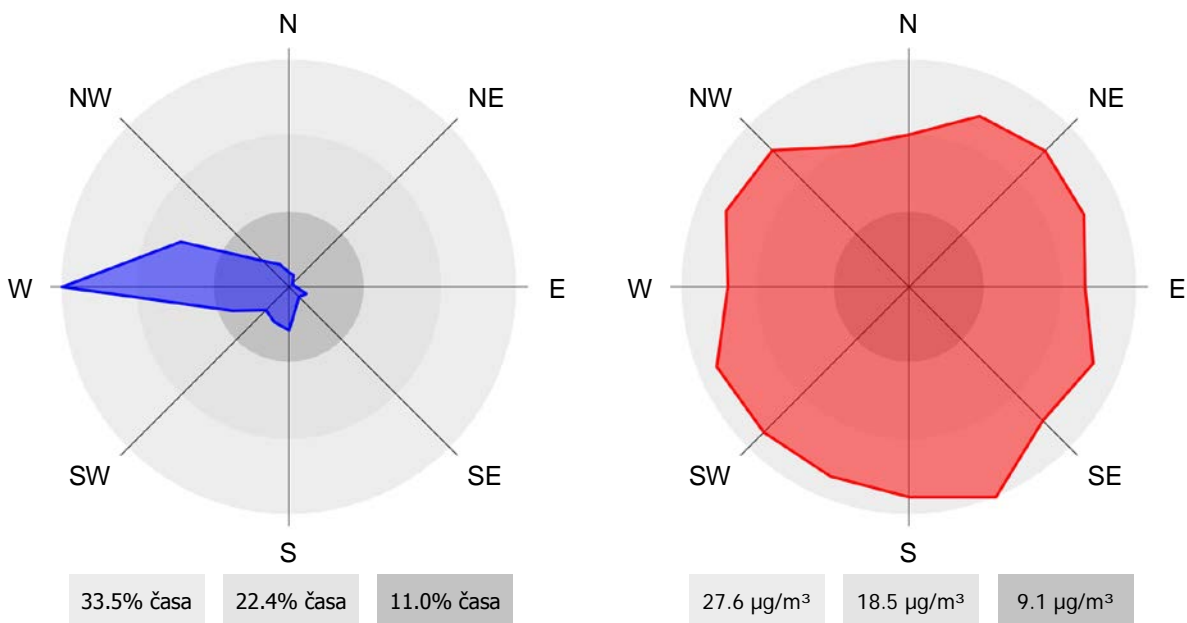 N
NW
NE
W
E
SW
SE
S
33.5% časa
22.4% časa
11.0% časa
N
NW
NE
W
E
SW
SE
S
27.6 µg/m³
18.5 µg/m³
9.1 µg/m³